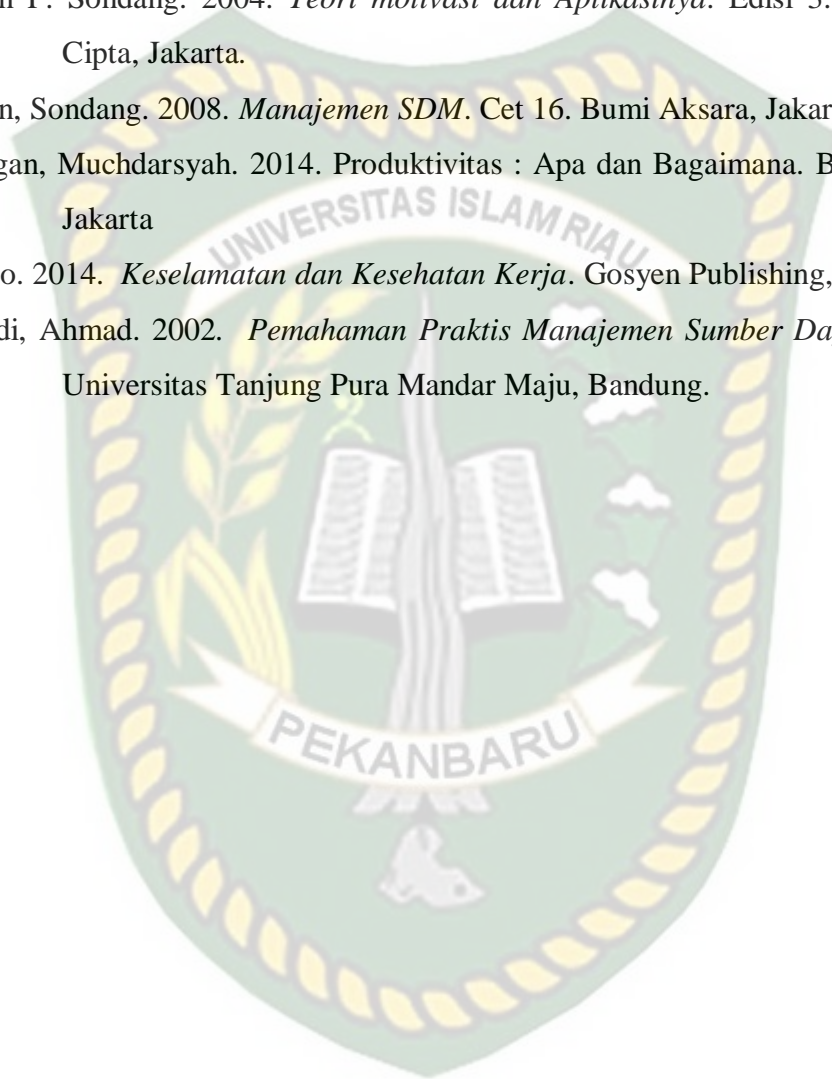 P. Sondang. 2004. Teori motivasi dan Aplikasinya. Edisi 3.
Cipta, Jakarta.
n, Sondang. 2008. Manajemen SDM. Cet 16. Bumi Aksara, Jakar
gan, Muchdarsyah. 2014. Produktivitas : Apa dan Bagaimana. B
Jakarta
UNIVERSITAS ISLAM RIAU
o. 2014. Keselamatan dan Kesehatan Kerja. Gosyen Publishing,
di, Ahmad. 2002. Pemahaman Praktis Manajemen Sumber Da
Universitas Tanjung Pura Mandar Maju, Bandung.
PEKANBARU